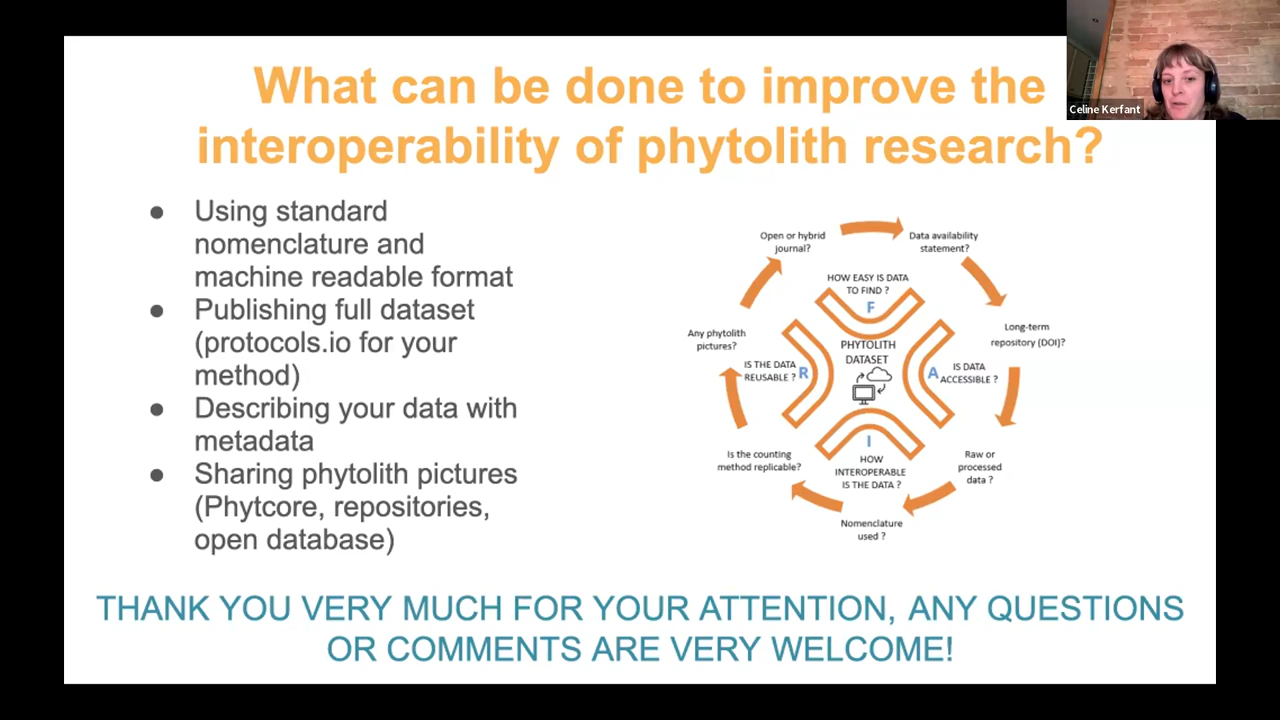 What can be done to improve the
interoperability of phytolith research?
Celine Kerfant
● Using standard
nomenclature and
machine readable format
● Publishing full dataset
(protocols.io for your
method)
● Describing your data with
metadata
● Sharing phytolith pictures
(Phytcore, repositories,
open database)
Open or hybrid
journal?
Data availability
statement?
HOW EASY IS DATA
TO FIND ?
F
Any phytolith
pictures?
Long-term
repository (DOI)?
PHYTOLITH
DATASET
IS THE DATA
REUSABLE ?
R
A
IS DATA
ACCESSIBLE ?
I
HOW
INTEROPERABLE
IS THE DATA ?
Is the counting
method replicable?
Raw or
processed
data ?
Nomenclature
used ?
THANK YOU VERY MUCH FOR YOUR ATTENTION, ANY QUESTIONS
OR COMMENTS ARE VERY WELCOME!